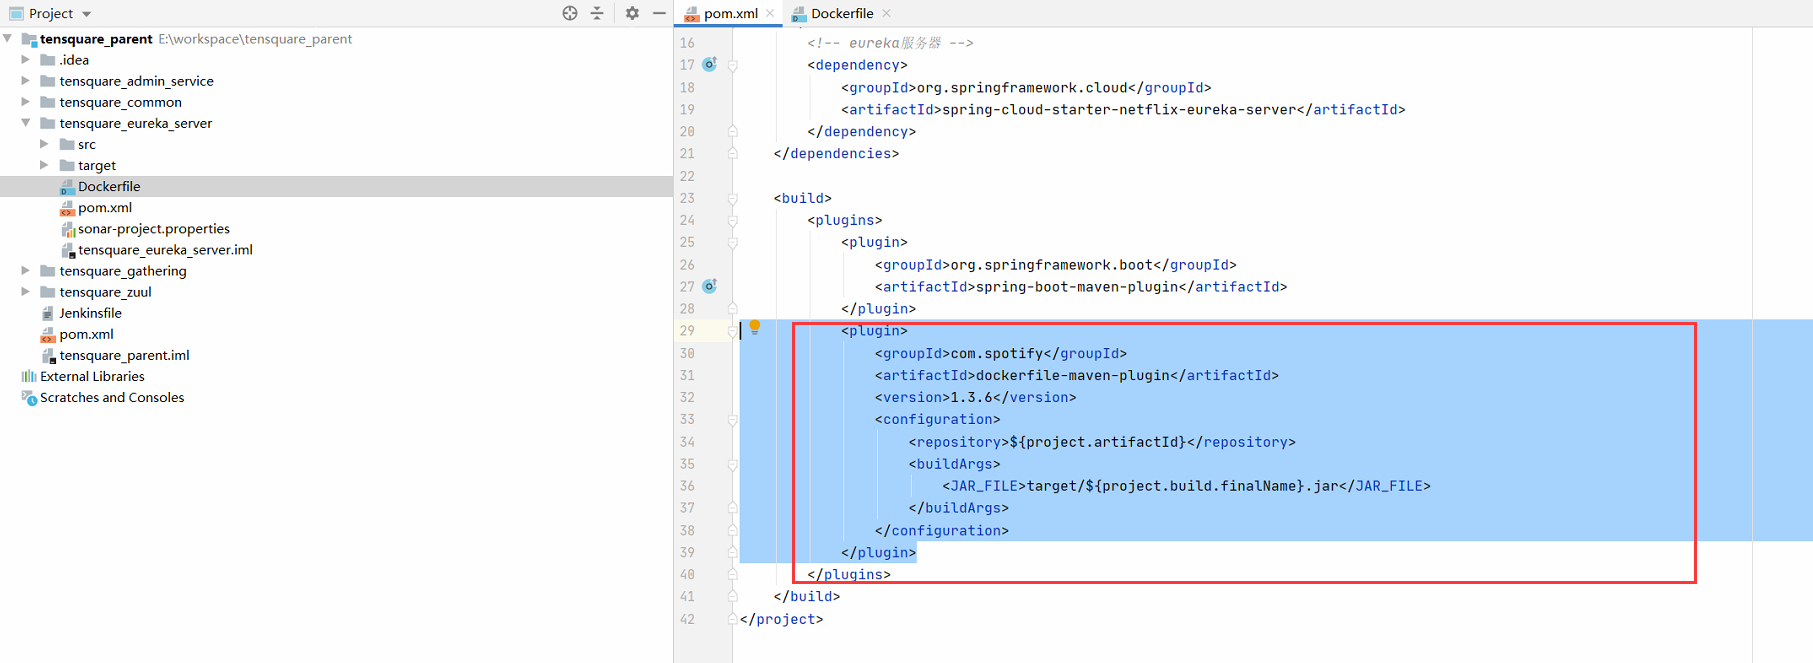 Project
tensquare_parent E:\workspace\tensquare_parent
.idea
tensquare_admin_service
tensquare_common
tensquare_eureka_server
src
target
Dockerfile
pom.xml
sonar-project.properties
tensquare_eureka_server.iml
tensquare_gathering
tensquare_zuul
Jenkinsfile
pom.xml
tensquare_parent.iml
External Libraries
Scratches and Consoles
pom.xml Dockerfile
16 <!-- eureka服务器 -->
17 <dependency>
18 <groupId>org.springframework.cloud</groupId>
19 <artifactId>spring-cloud-starter-netflix-eureka-server</artifactId>
20 </dependency>
21 </dependencies>
22
23 <build>
24 <plugins>
25 <plugin>
26 <groupId>org.springframework.boot</groupId>
27 <artifactId>spring-boot-maven-plugin</artifactId>
28 </plugin>
29 <plugin>
30 <groupId>com.spotify</groupId>
31 <artifactId>dockerfile-maven-plugin</artifactId>
32 <version>1.3.6</version>
33 <configuration>
34 <repository>${project.artifactId}</repository>
35 <buildArgs>
36 <JAR_FILE>target/${project.build.finalName}.jar</JAR_FILE>
37 </buildArgs>
38 </configuration>
39 </plugin>
40 </plugins>
41 </build>
42 </project>